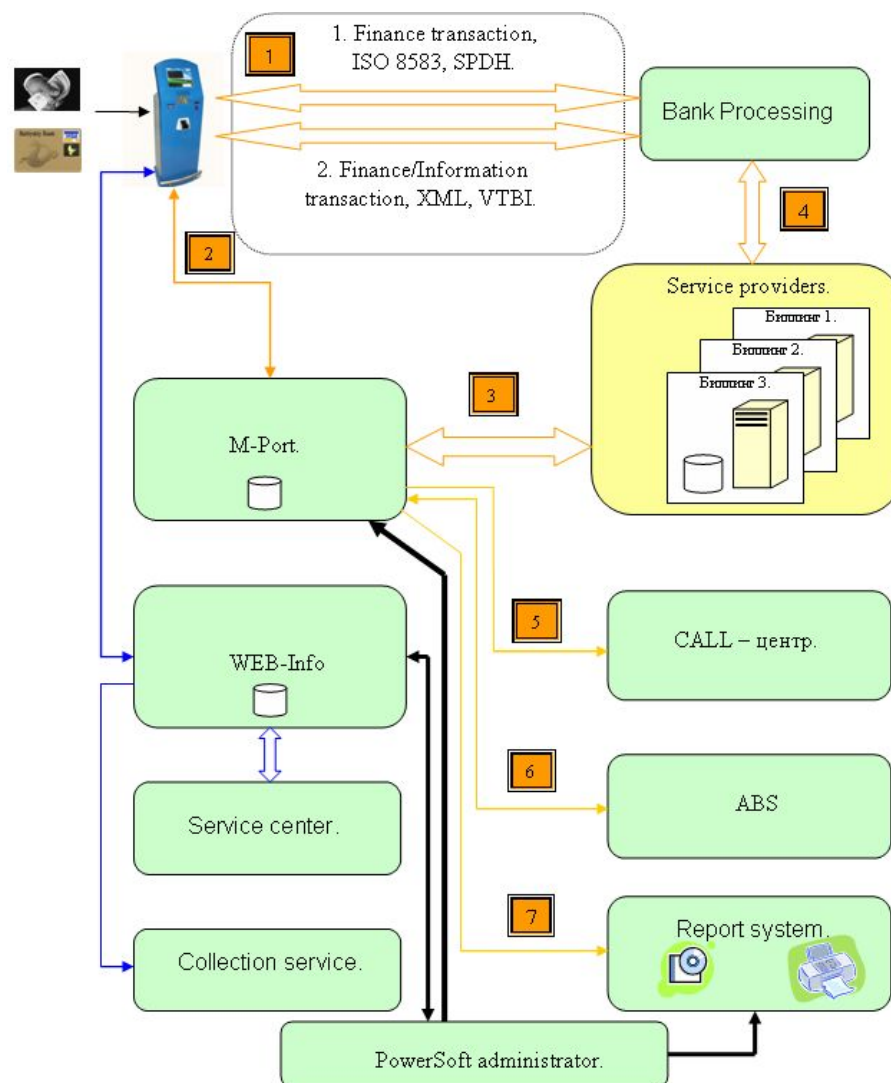 1. Finance transaction,
ISO 8583, SPDH.
1
Bank Processing
2. Finance/Information
transaction, XML, VTBI.
4
2
Service providers.
Биллинг 1.
Биллинг 2.
Биллинг 3.
3
M-Port.
5
CALL – центр.
WEB-Info
6
ABS
Service center.
7
Report system.
Collection service.
PowerSoft administrator.